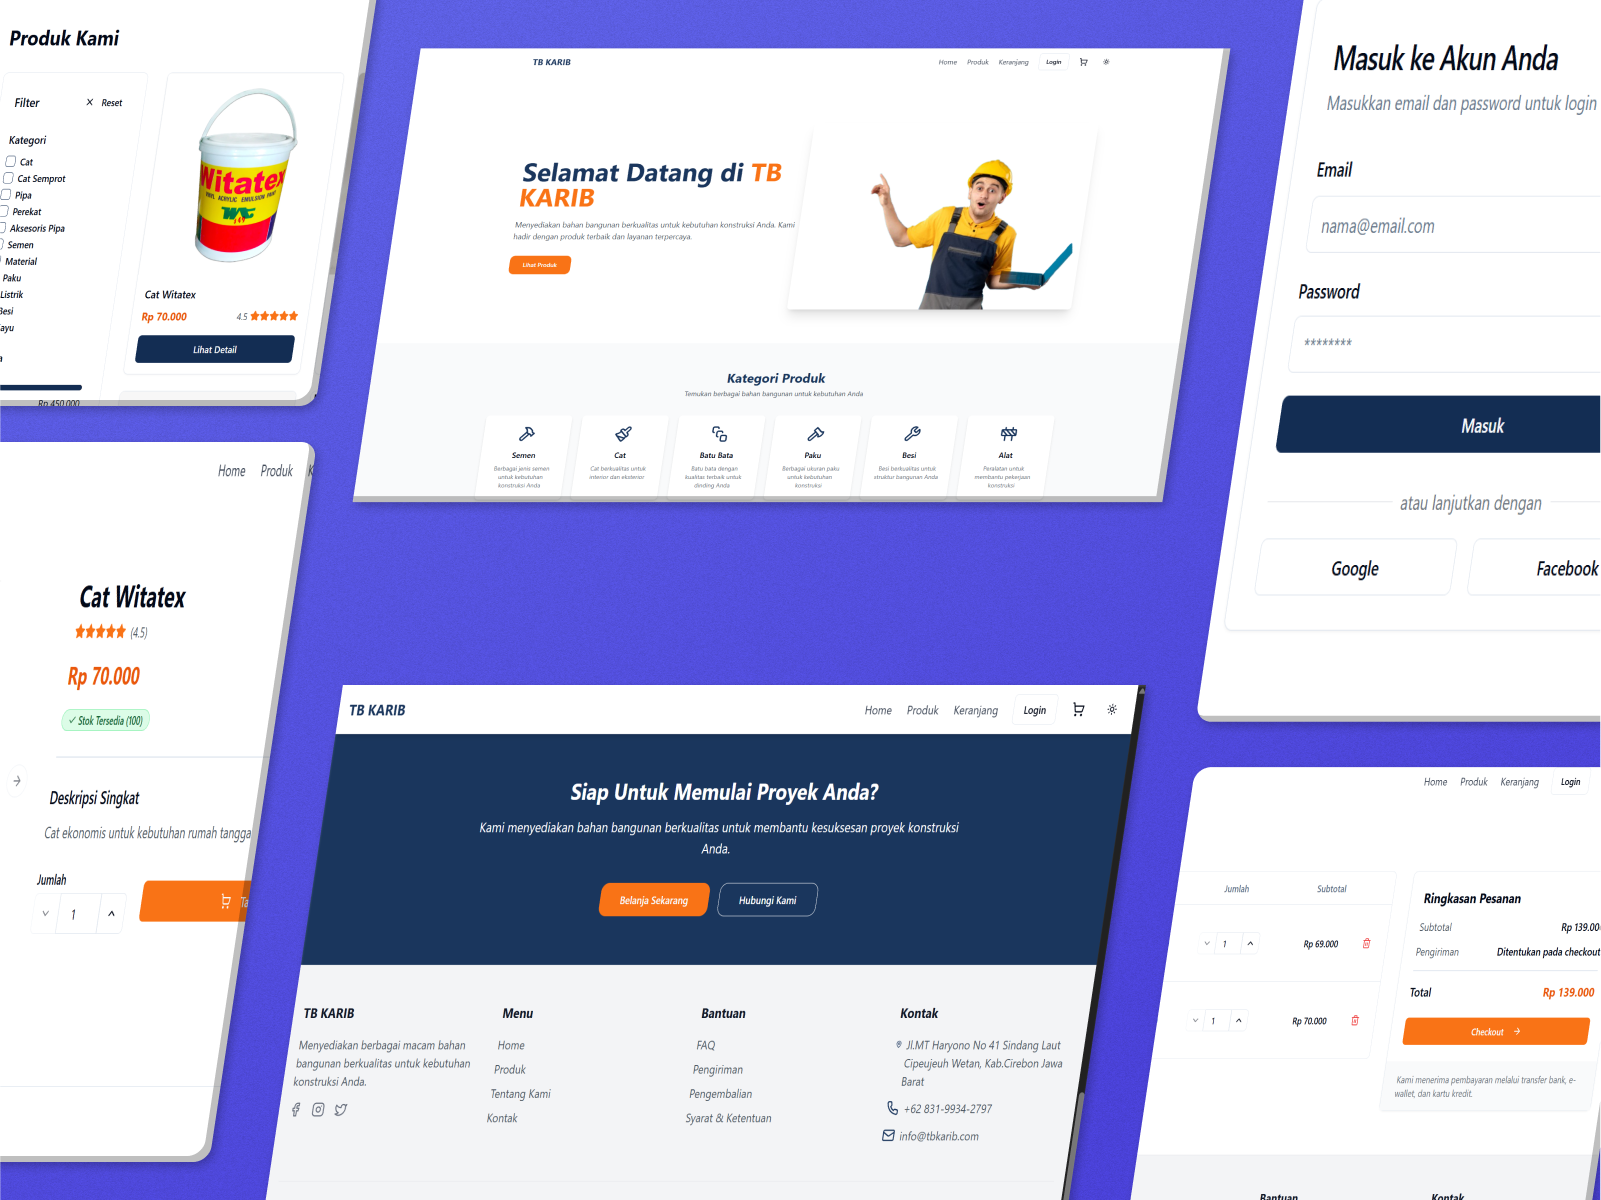 Produk Kami
Filter
Reset
Kategori
Cat
Cat Semprot
Pipa
Perekat
Aksesoris Pipa
Semen
Material
Paku
Listrik
Rp 450.000
Witatex
VINYL ACRYLIC EMULSION PAINT
Cat Witatex
Rp 70.000
4.5
Lihat Detail
TB KARIB
Home Produk Keranjang Login
Selamat Datang di TB
KARIB
Menyediakan bahan bangunan berkualitas untuk kebutuhan konstruksi Anda. Kami
hadir dengan produk terbaik dan layanan terpercaya.
Lihat Produk
Kategori Produk
Temukan berbagai bahan bangunan untuk kebutuhan Anda
Semen
Berbagai jenis semen
untuk kebutuhan
konstruksi Anda
Cat
Cat berkualitas untuk
interior dan eksterior
Batu Bata
Batu bata dengan
kualitas terbaik untuk
dinding Anda
Paku
Berbagai ukuran paku
untuk kebutuhan
konstruksi
Besi
Besi berkualitas untuk
struktur bangunan Anda
Alat
Peralatan untuk
membantu pekerjaan
konstruksi
Masuk ke Akun Anda
Masukkan email dan password untuk login
Email
nama@email.com
Password
********
Masuk
atau lanjutkan dengan
Google
Facebook
Home Produk K
Cat Witatex
(4.5)
Rp 70.000
✓ Stok Tersedia (100)
Deskripsi Singkat
Cat ekonomis untuk kebutuhan rumah tangga
Jumlah
1
Ta
TB KARIB
Home Produk Keranjang Login
Siap Untuk Memulai Proyek Anda?
Kami menyediakan bahan bangunan berkualitas untuk membantu kesuksesan proyek konstruksi
Anda.
Belanja Sekarang
Hubungi Kami
TB KARIB
Menyediakan berbagai macam bahan
bangunan berkualitas untuk kebutuhan
konstruksi Anda.
Menu
Home
Produk
Tentang Kami
Kontak
Bantuan
FAQ
Pengiriman
Pengembalian
Syarat & Ketentuan
Kontak
Jl.MT Haryono No 41 Sindang Laut
Cipeujeuh Wetan, Kab.Cirebon Jawa
Barat
+62 831-9934-2797
info@tbkarib.com
Home Produk Keranjang Login
Jumlah Subtotal
1 Rp 69.000
1 Rp 70.000
Ringkasan Pesanan
Subtotal Rp 139.00
Pengiriman Ditentukan pada checkout
Total Rp 139.000
Checkout
Kami menerima pembayaran melalui transfer bank, e-
wallet, dan kartu kredit.
Bantuan
Kontak